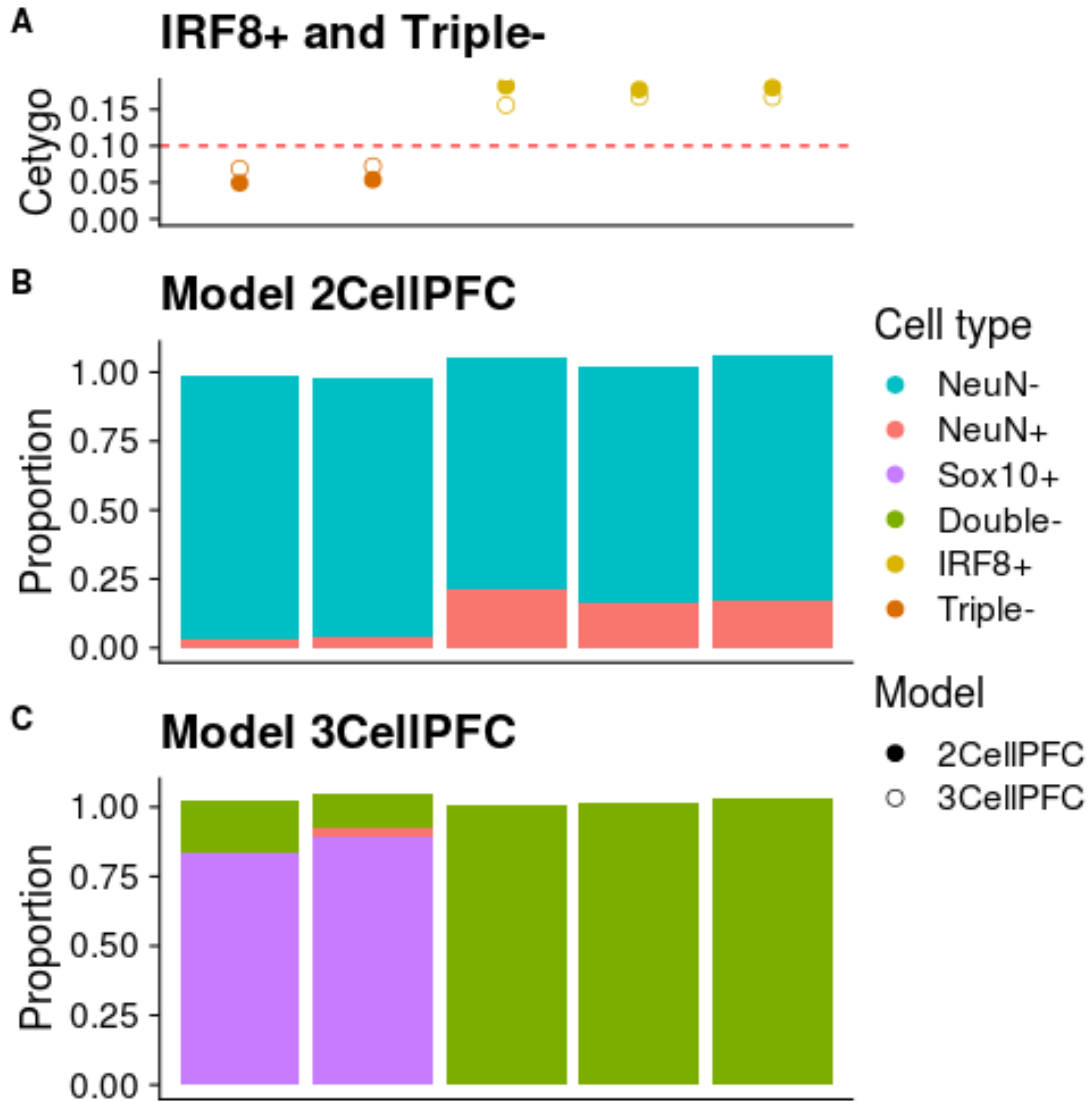 A
IRF8+ and Triple-
Cetygo
0.15
0.10
0.05
0.00
B
Model 2CellPFC
Proportion
1.00
0.75
0.50
0.25
0.00
Cell type
NeuN-
NeuN+
Sox10+
Double-
IRF8+
Triple-
Model
2CellPFC
3CellPFC
C
Model 3CellPFC
Proportion
1.00
0.75
0.50
0.25
0.00